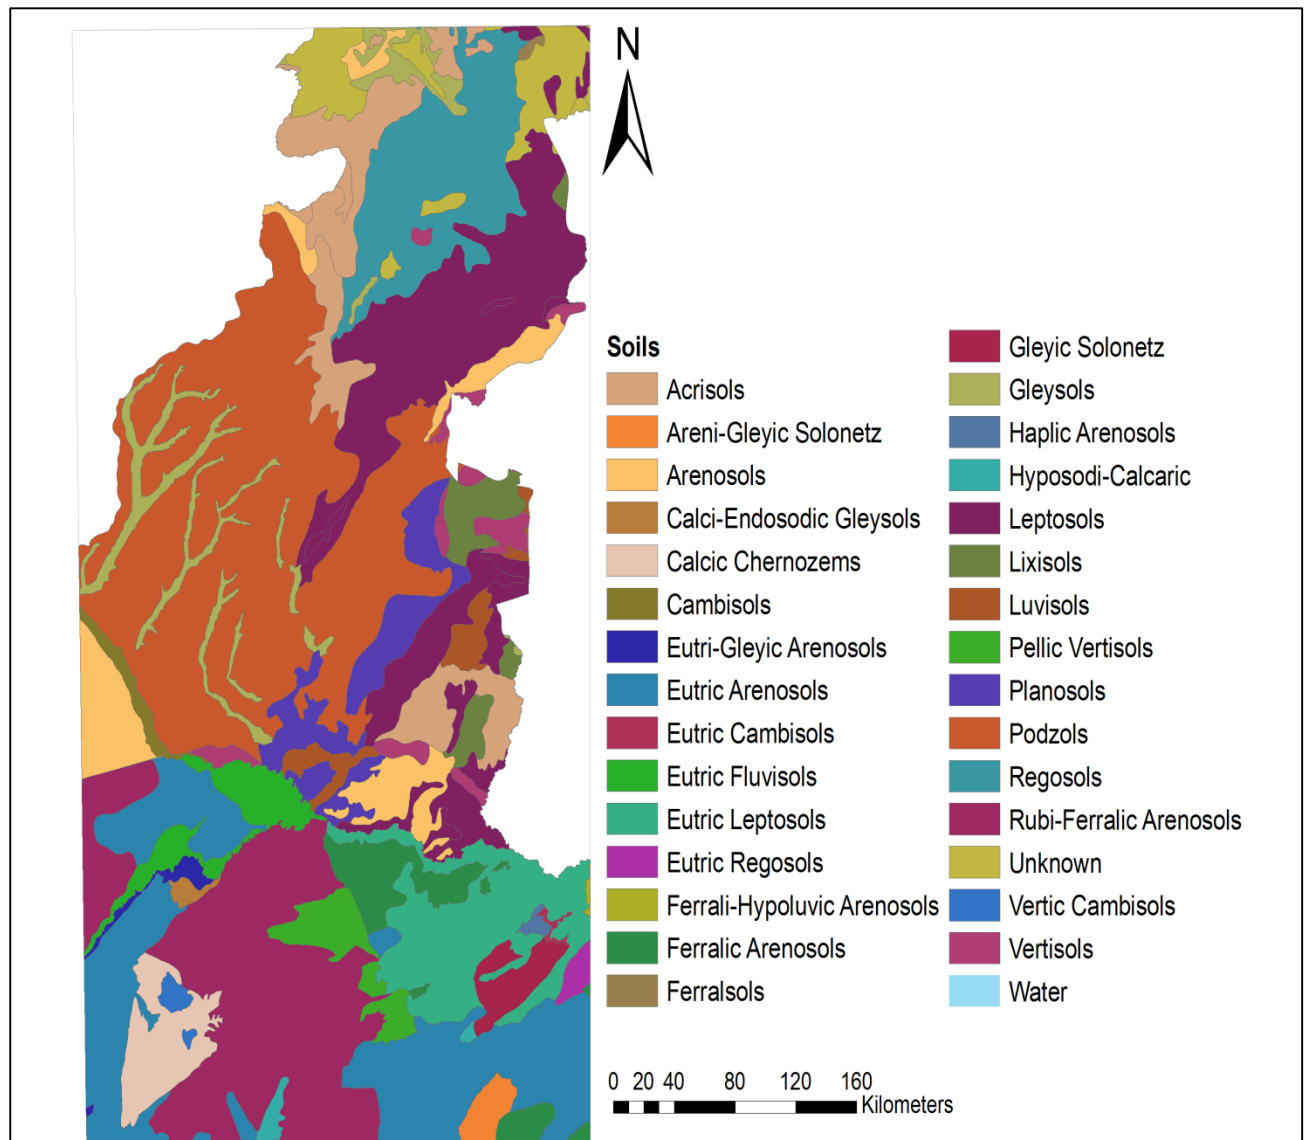 N
Soils
Acrisols
Areni-Gleyic Solonetz
Arenosols
Calci-Endosodic Gleysols
Calcic Chernozems
Cambisols
Eutri-Gleyic Arenosols
Eutric Arenosols
Eutric Cambisols
Eutric Fluvisols
Eutric Leptosols
Eutric Regosols
Ferrali-Hypoluvic Arenosols
Ferralic Arenosols
Ferralsols
Gleyic Solonetz
Gleysols
Haplic Arenosols
Hyposodi-Calcaric
Leptosols
Lixisols
Luvisols
Pellic Vertisols
Planosols
Podzols
Regosols
Rubi-Ferralic Arenosols
Unknown
Vertic Cambisols
Vertisols
Water
0 20 40 80 120 160
Kilometers